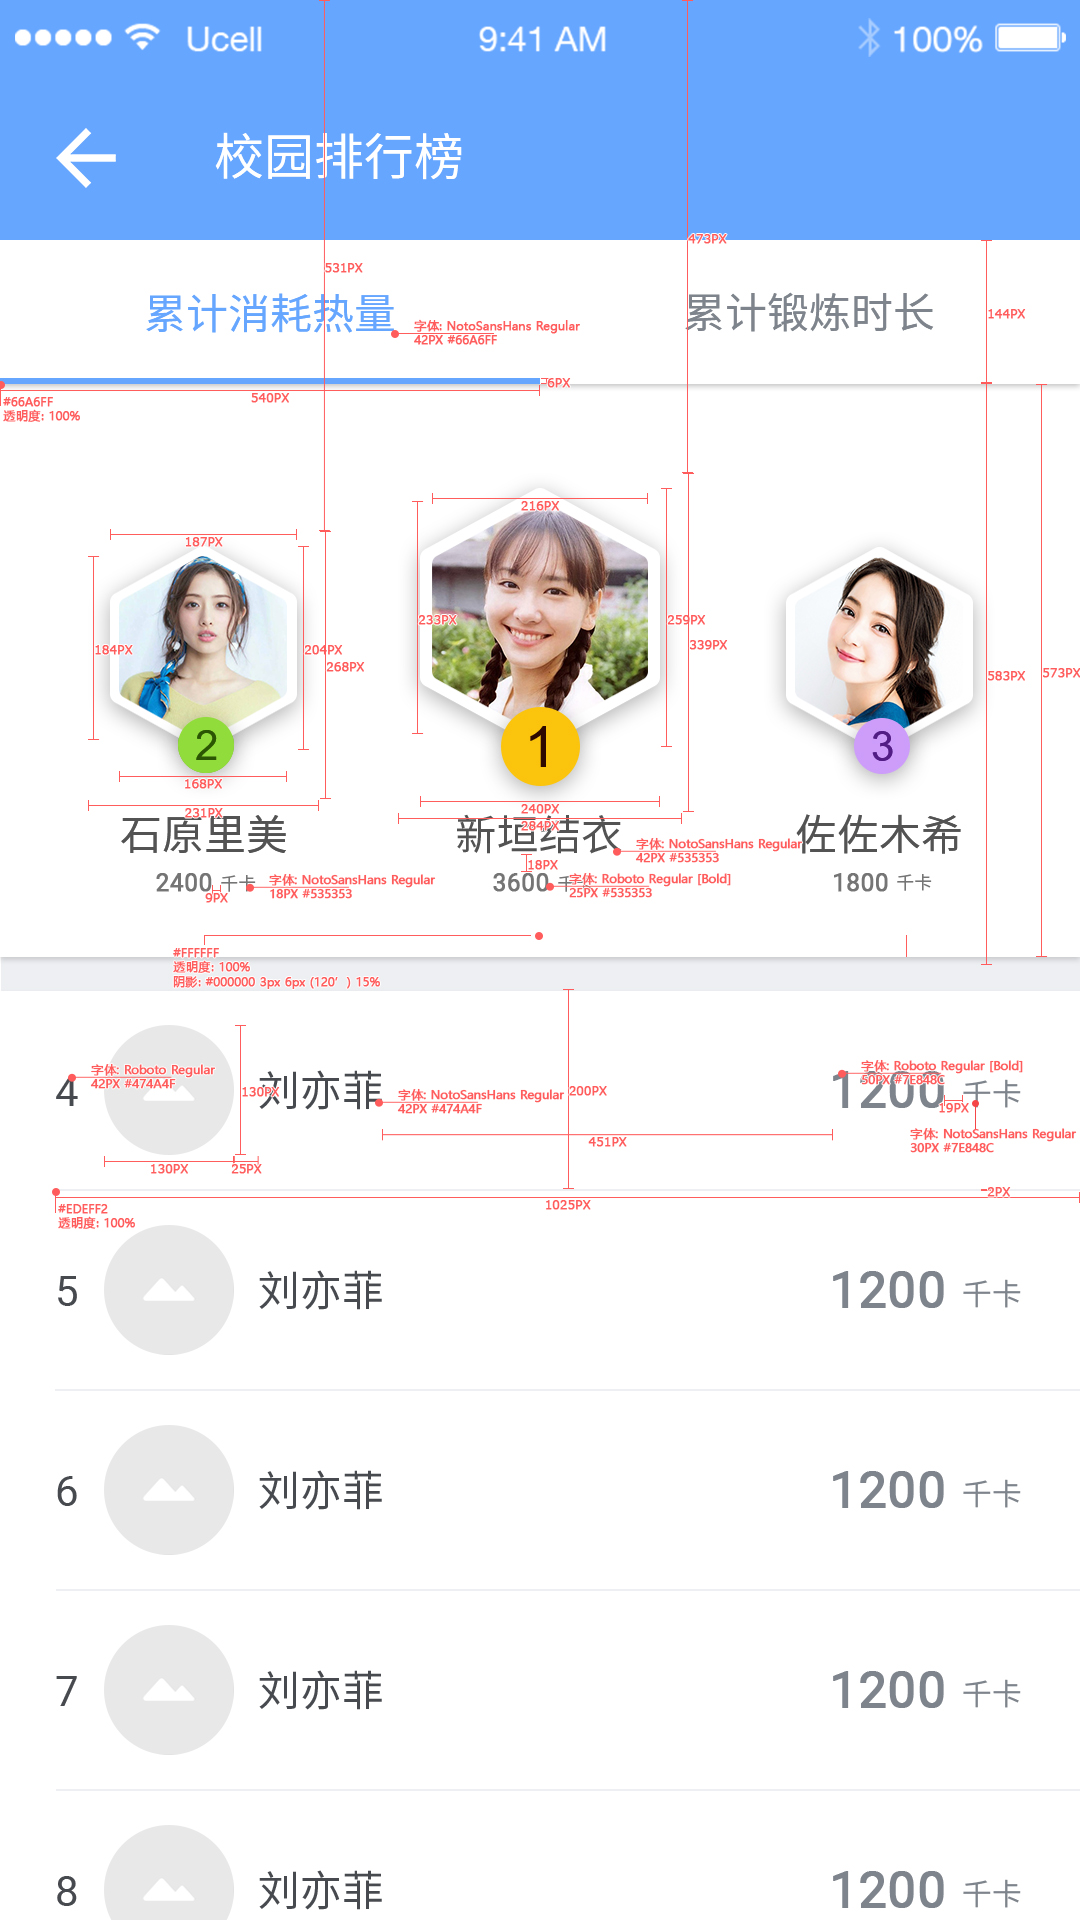 Ucell 9:41 AM 100%
校园排行榜
473PX
531PX
累计消耗热量
累计锻炼时长
144PX
字体: NotoSansHans Regular
42PX #66A6FF
6PX
540PX
#66A6FF
透明度: 100%
216PX
187PX
233PX
259PX
339PX
184PX
204PX
268PX
583PX
573PX
2
1
3
168PX
231PX
240PX
284PX
石原里美
新垣结衣
佐佐木希
字体: NotoSansHans Regular
42PX #535353
18PX
2400 千卡
3600 千
1800 千卡
字体: NotoSansHans Regular
18PX #535353
字体: Roboto Regular [Bold]
25PX #535353
9PX
#FFFFFF
透明度: 100%
阴影: #000000 3px 6px (120′) 15%
4
字体: Roboto Regular
42PX #474A4F
130PX
刘亦菲
字体: NotoSansHans Regular
42PX #474A4F
200PX
字体: Roboto Regular [Bold]
50PX #7E848C
1200 千卡
19PX
字体: NotoSansHans Regular
30PX #7E848C
451PX
130PX
25PX
2PX
1025PX
#EDEFF2
透明度: 100%
5 刘亦菲 1200 千卡
6 刘亦菲 1200 千卡
7 刘亦菲 1200 千卡
8 刘亦菲 1200 千卡